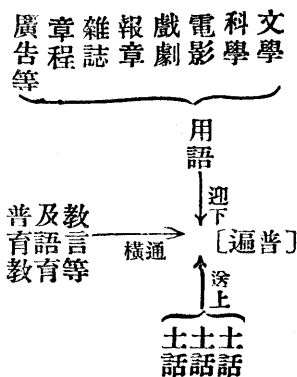 文學
科學
電影
戲劇
報章
雜誌
章程
廣告等
用語
迎下
[普遍]
普及教
育語言
教育等
橫通
送上
土話
土話
土話